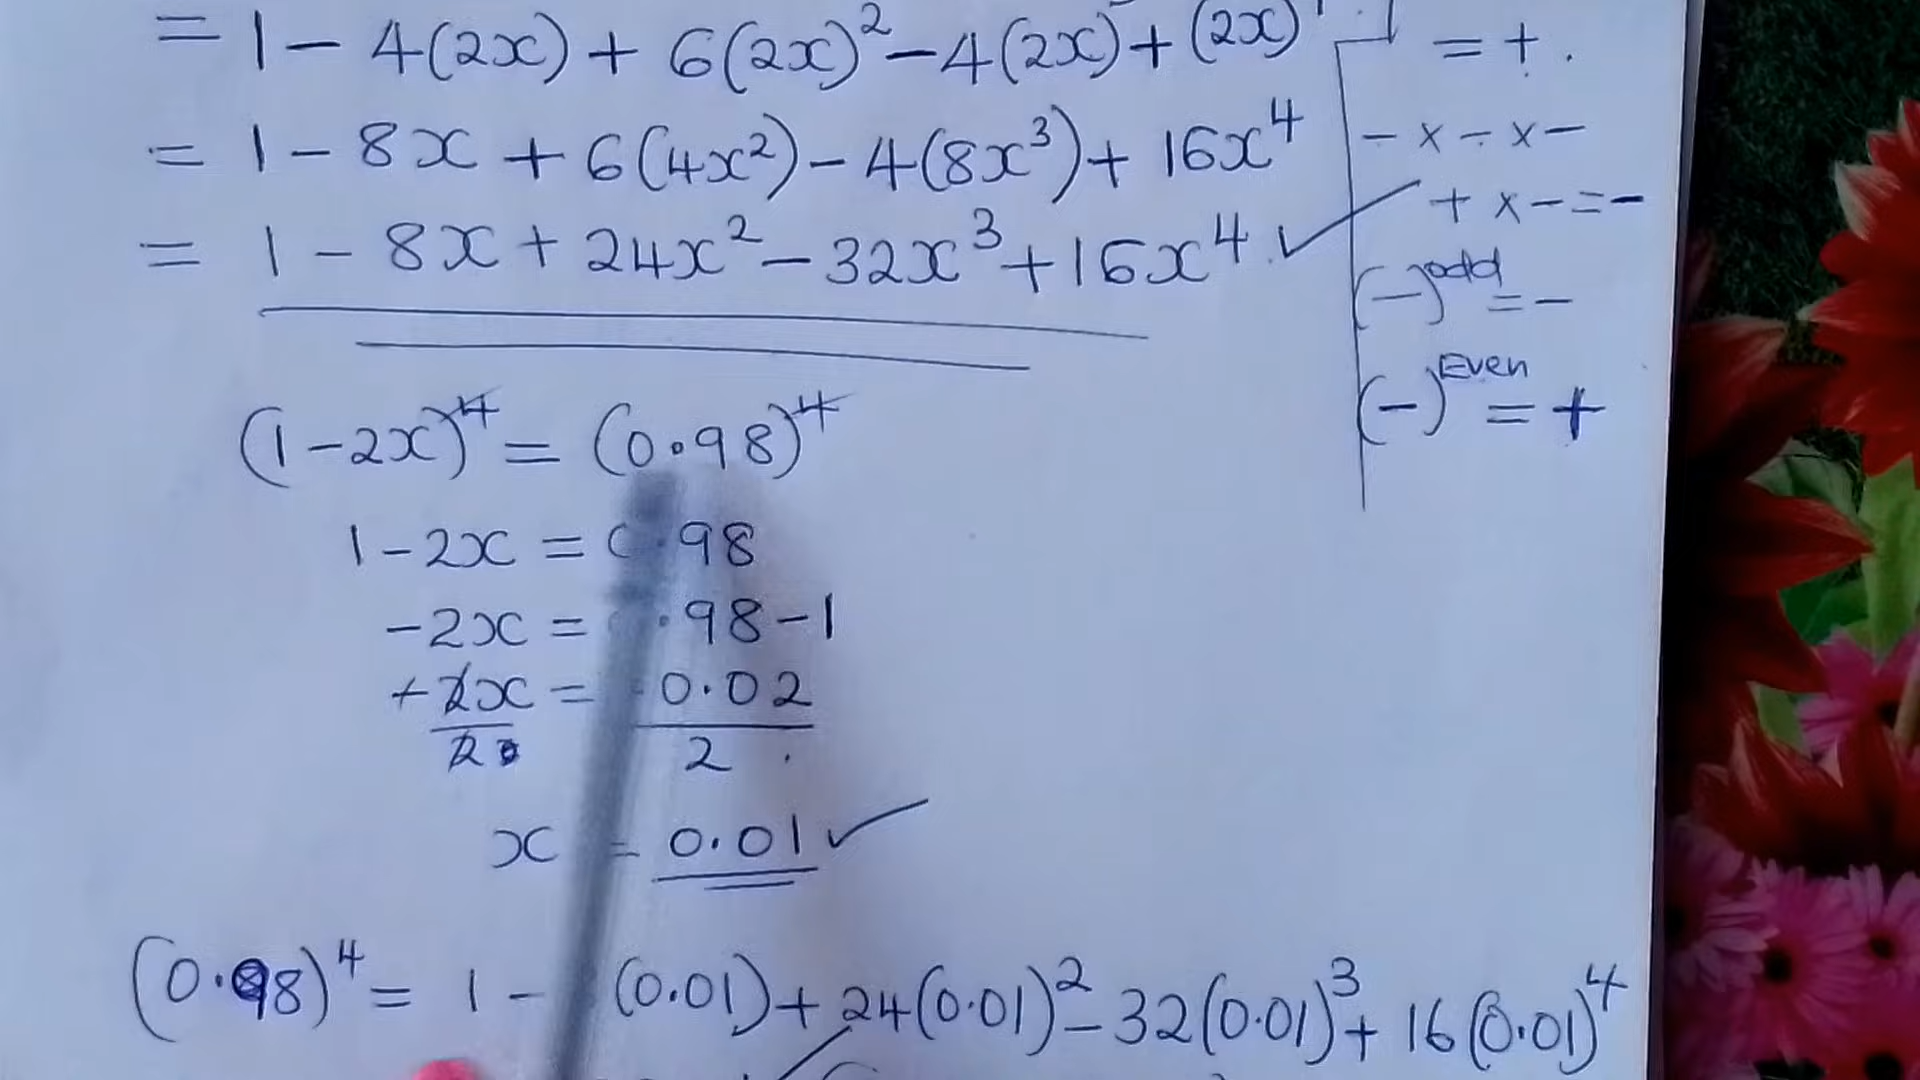 = 1 - 4(2x) + 6(2x)² - 4(2x) + (2x)
= 1 - 8x + 6(4x²) - 4(8x³) + 16x⁴
= 1 - 8x + 24x² - 32x³ + 16x⁴
(1-2x)⁴ = (0.98)⁴
1-2x = 0.98
-2x = 0.98-1
+2x = 0.02
2 2
x = 0.01
(0.98)⁴ = 1 - (0.01) + 24(0.01)² - 32(0.01)³ + 16(0.01)⁴
= +.
- x - x -
+ x - = -
(-)odd = -
(-)Even = +